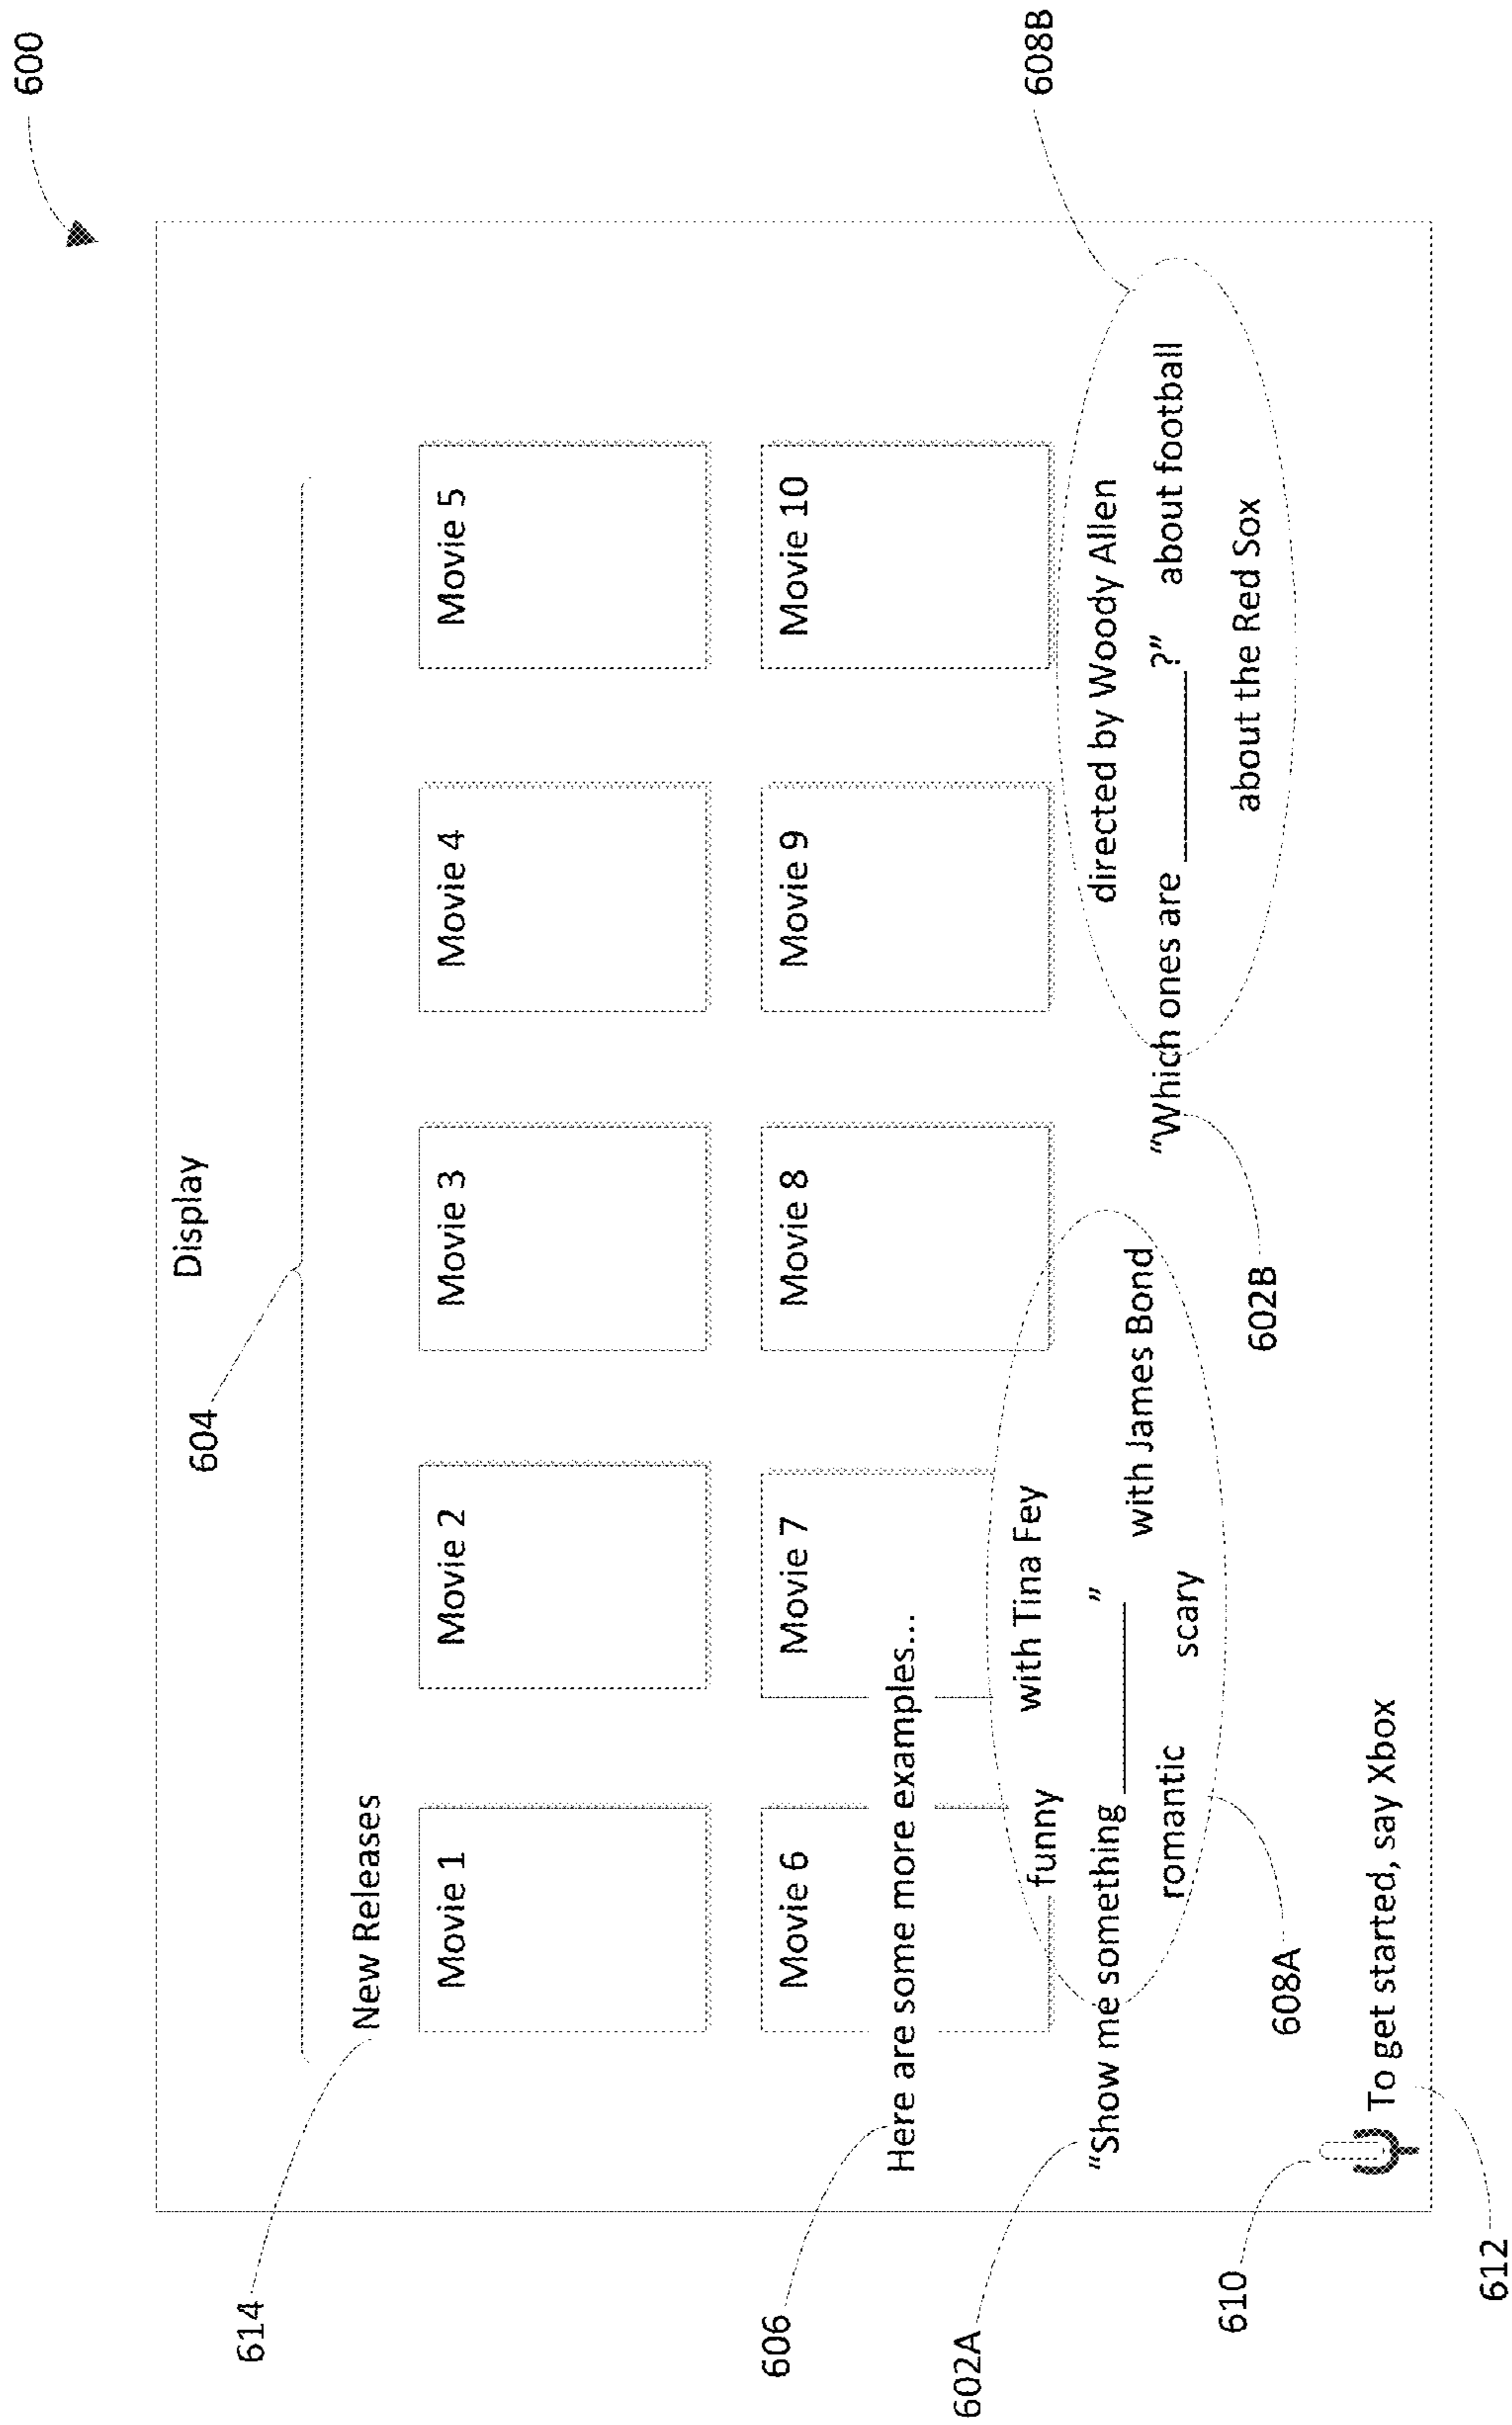 600
Display
604
614
New Releases
Movie 1
Movie 2
Movie 3
Movie 4
Movie 5
Movie 6
Movie 7
Movie 8
Movie 9
Movie 10
606
Here are some more examples...
608B
funny
with Tina Fey
directed by Woody Allen
602A
“Show me something ________ ”
with James Bond
“Which ones are ________ ?”
about football
romantic
scary
about the Red Sox
608A
602B
610
To get started, say Xbox
612